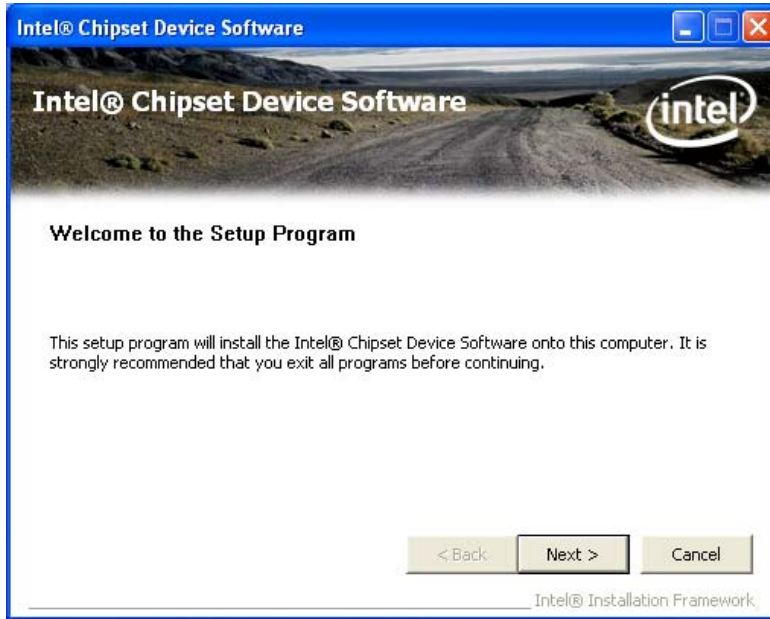 Intel® Chipset Device Software
Intel® Chipset Device Software
intel
Welcome to the Setup Program
This setup program will install the Intel® Chipset Device Software onto this computer. It is
strongly recommended that you exit all programs before continuing.
< Back
Next >
Cancel
Intel® Installation Framework